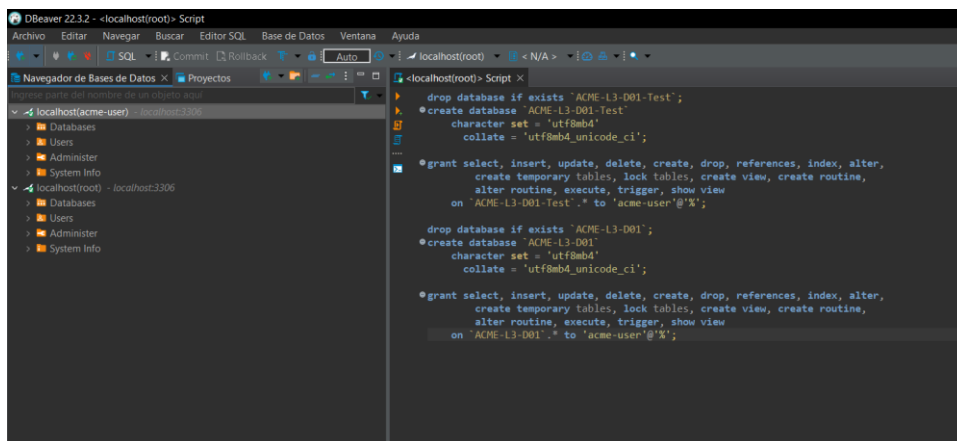 DBeaver 22.3.2 - <localhost(root)> Script
Archivo Editar Navegar Buscar Editor SQL Base de Datos Ventana Ayuda
SQL Commit Rollback Auto localhost(root) < N/A >
Navegador de Bases de Datos Proyectos
<localhost(root)> Script
Ingrese parte del nombre de un objeto aqui
localhost(acme-user) - localhost:3306
Databases
Users
Administer
System Info
localhost(root) - localhost:3306
Databases
Users
Administer
System Info
drop database if exists `ACME-L3-D01-Test`;
create database `ACME-L3-D01-Test`
character set = 'utf8mb4'
collate = 'utf8mb4_unicode_ci';
grant select, insert, update, delete, create, drop, references, index, alter,
create temporary tables, lock tables, create view, create routine,
alter routine, execute, trigger, show view
on `ACME-L3-D01-Test`.* to 'acme-user'@'%';
drop database if exists `ACME-L3-D01`;
create database `ACME-L3-D01`
character set = 'utf8mb4'
collate = 'utf8mb4_unicode_ci';
grant select, insert, update, delete, create, drop, references, index, alter,
create temporary tables, lock tables, create view, create routine,
alter routine, execute, trigger, show view
on `ACME-L3-D01`.* to 'acme-user'@'%';